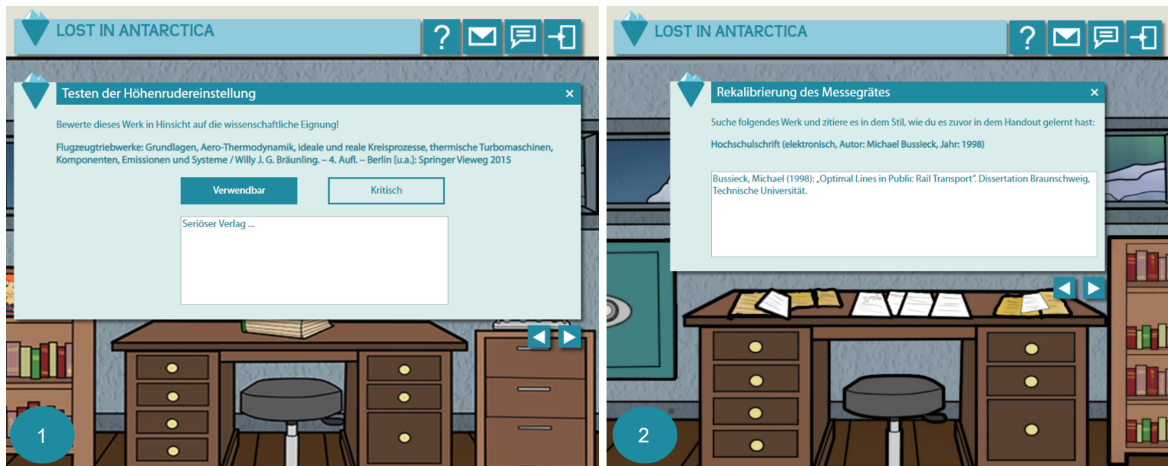 LOST IN ANTARCTICA
?
Testen der Höhenrudereinstellung
×
Bewerte dieses Werk in Hinsicht auf die wissenschaftliche Eignung!
Flugzeugtriebwerke: Grundlagen, Aero-Thermodynamik, ideale und reale Kreisprozesse, thermische Turbomaschinen,
Komponenten, Emissionen und Systeme / Willy J. G. Bräunling. – 4. Aufl. – Berlin [u.a.]: Springer Vieweg 2015
Verwendbar
Kritisch
Seriöser Verlag ...
1
LOST IN ANTARCTICA
?
Rekalibrierung des Messegrätes
×
Suche folgendes Werk und zitiere es in dem Stil, wie du es zuvor in dem Handout gelernt hast:
Hochschulschrift (elektronisch, Autor: Michael Bussieck, Jahr: 1998)
Bussieck, Michael (1998): „Optimal Lines in Public Rail Transport“. Dissertation Braunschweig,
Technische Universität.
2